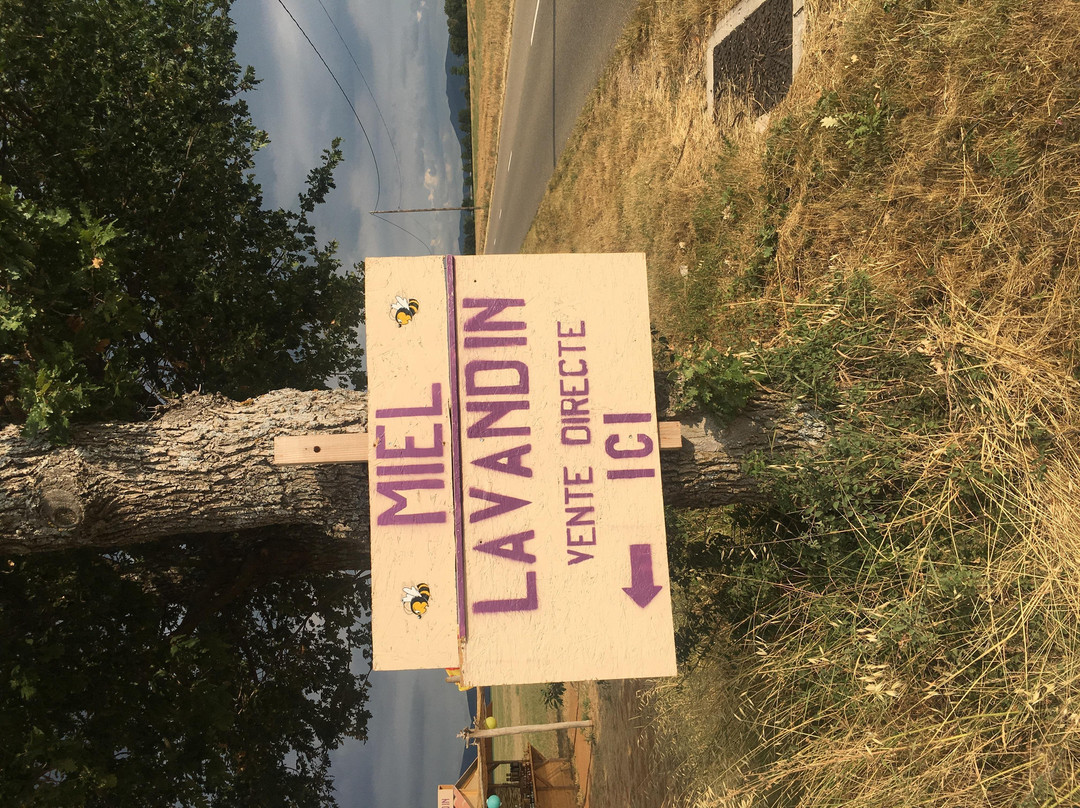 MIEL
LAVANDIN
VENTE DIRECTE
ICI